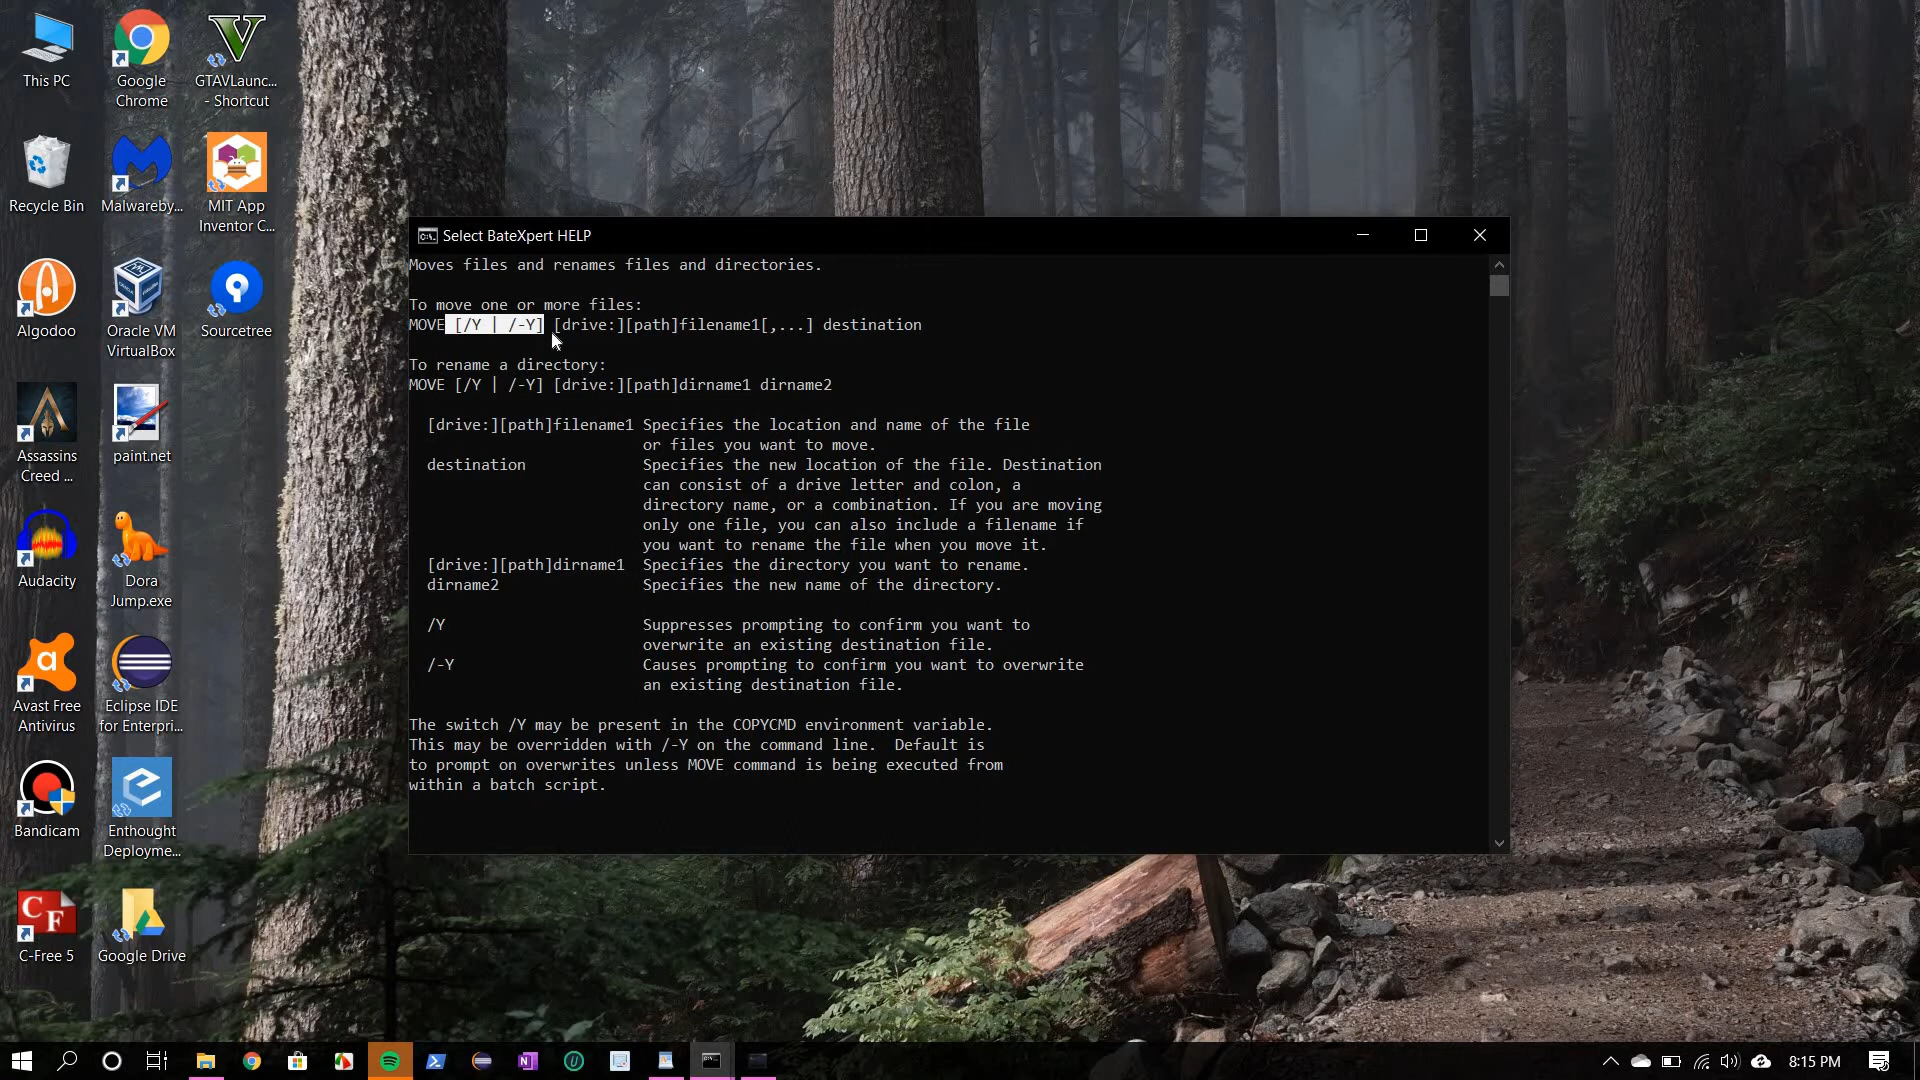 This PC
Google
Chrome
GTAVLaunc...
- Shortcut
Recycle Bin
Malwareby...
MIT App
Inventor C...
Algodoo
Oracle VM
VirtualBox
Sourcetree
Assassins
Creed ...
paint.net
Audacity
Dora
Jump.exe
Avast Free
Antivirus
Eclipse IDE
for Enterpri...
Bandicam
Enthought
Deployme...
C-Free 5
Google Drive
Select BateXpert HELP
Moves files and renames files and directories.
To move one or more files:
MOVE [/Y | /-Y] [drive:][path]filename1[,...] destination
To rename a directory:
MOVE [/Y | /-Y] [drive:][path]dirname1 dirname2
[drive:][path]filename1 Specifies the location and name of the file
or files you want to move.
destination Specifies the new location of the file. Destination
can consist of a drive letter and colon, a
directory name, or a combination. If you are moving
only one file, you can also include a filename if
you want to rename the file when you move it.
[drive:][path]dirname1 Specifies the directory you want to rename.
dirname2 Specifies the new name of the directory.
/Y Suppresses prompting to confirm you want to
overwrite an existing destination file.
/-Y Causes prompting to confirm you want to overwrite
an existing destination file.
The switch /Y may be present in the COPYCMD environment variable.
This may be overridden with /-Y on the command line.  Default is
to prompt on overwrites unless MOVE command is being executed from
within a batch script.
8:15 PM